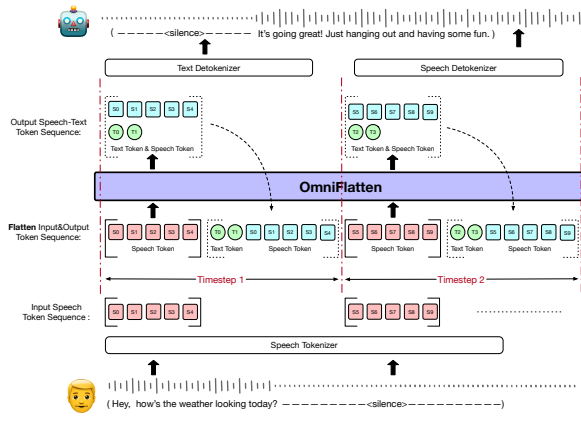 ( — — — — —<silence>— — — — It's going great! Just hanging out and having some fun. )
Text Detokenizer
Speech Detokenizer
Output Speech-Text
Token Sequence:
S0 S1 S2 S3 S4
T0 T1
Text Token & Speech Token
S5 S6 S7 S8 S9
T2 T3
Text Token & Speech Token
OmniFlatten
Flatten Input&Output
Token Sequence:
S0 S1 S2 S3 S4
Speech Token
T0 T1 S0 S1 S2 S3 S4
Text Token Speech Token
S5 S6 S7 S8 S9
Speech Token
T2 T3 S5 S6 S7 S8 S9
Text Token Speech Token
Timestep 1
Timestep 2
Input Speech
Token Sequence :
S0 S1 S2 S3 S4
S5 S6 S7 S8 S9
Speech Tokenizer
( Hey, how's the weather looking today? — — — — — — — —<silence>— — — — — — — —)